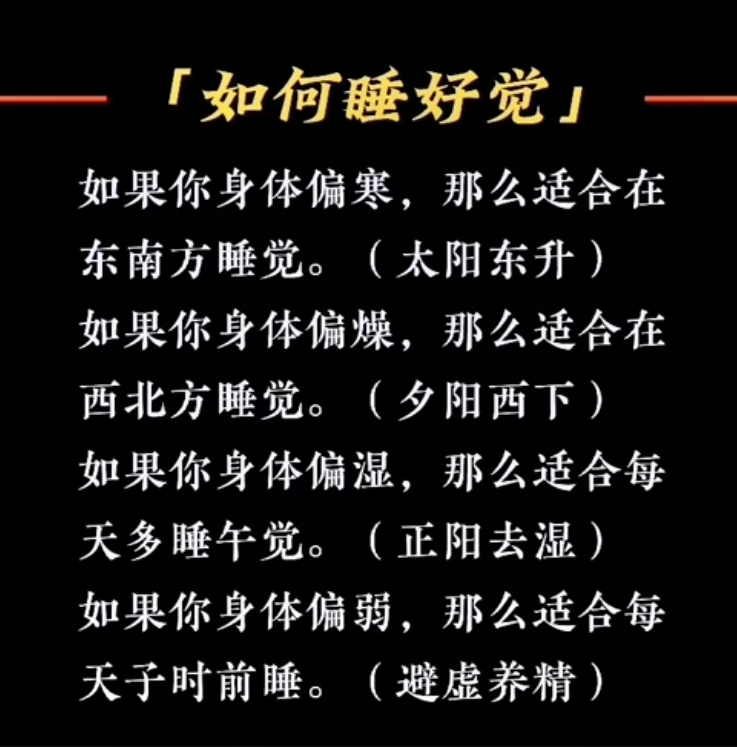 「如何睡好觉」
如果你身体偏寒，那么适合在
东南方睡觉。（太阳东升）
如果你身体偏燥，那么适合在
西北方睡觉。（夕阳西下）
如果你身体偏湿，那么适合每
天多睡午觉。（正阳去湿）
如果你身体偏弱，那么适合每
天子时前睡。（避虚养精）